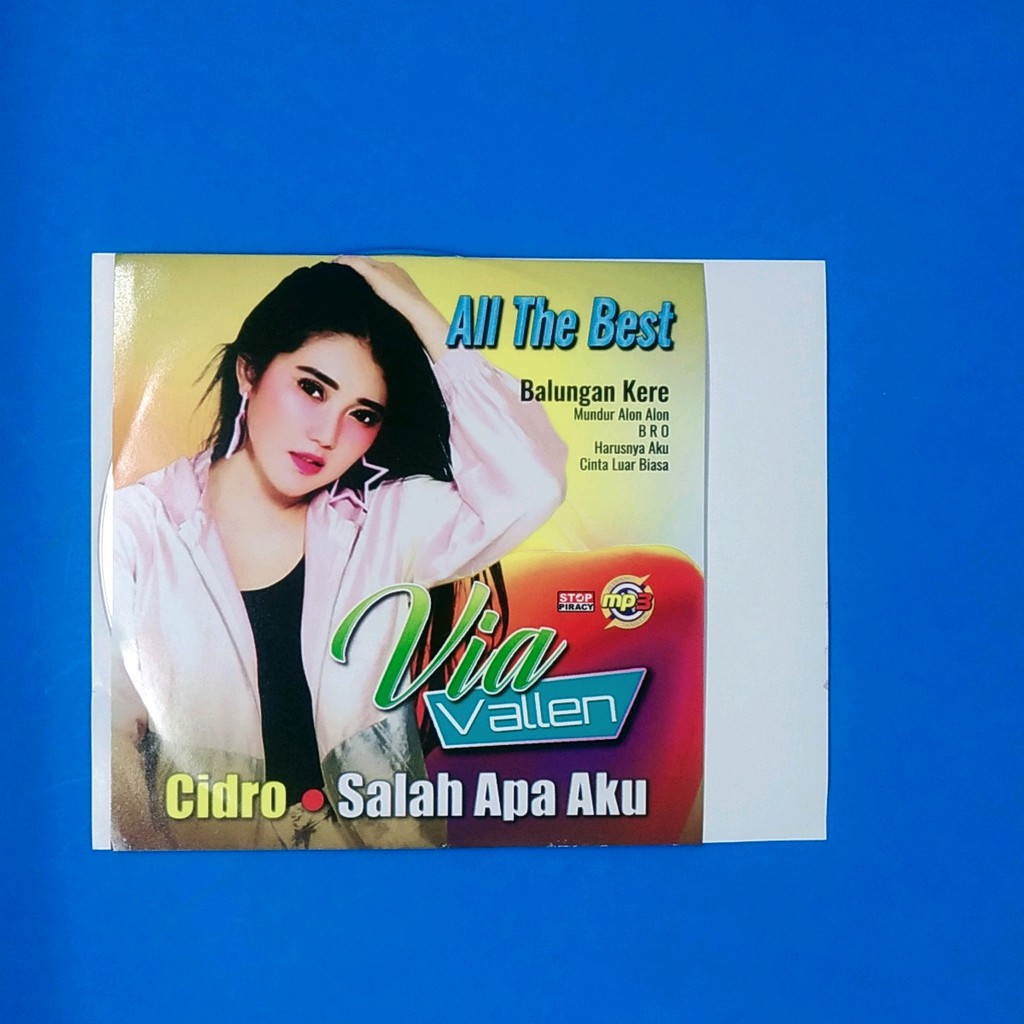 All The Best
Balungan Kere
Mundur Alon Alon
B R O
Harusnya Aku
Cinta Luar Biasa
STOP
PIRACY
mp3
Via
Vallen
Cidro • Salah Apa Aku